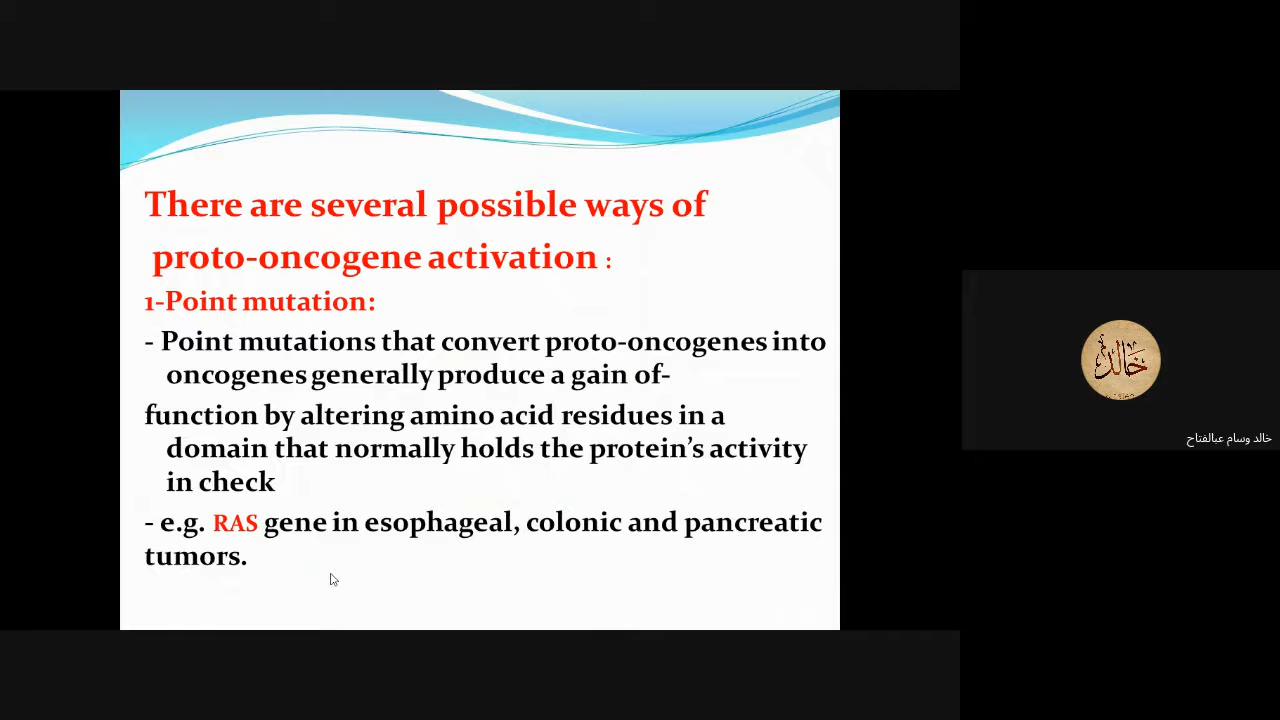 There are several possible ways of
proto-oncogene activation :
1-Point mutation:
- Point mutations that convert proto-oncogenes into
oncogenes generally produce a gain of-
function by altering amino acid residues in a
domain that normally holds the protein’s activity
in check
- e.g. RAS gene in esophageal, colonic and pancreatic
tumors.
خالد
خالد وسام عبالفتاح